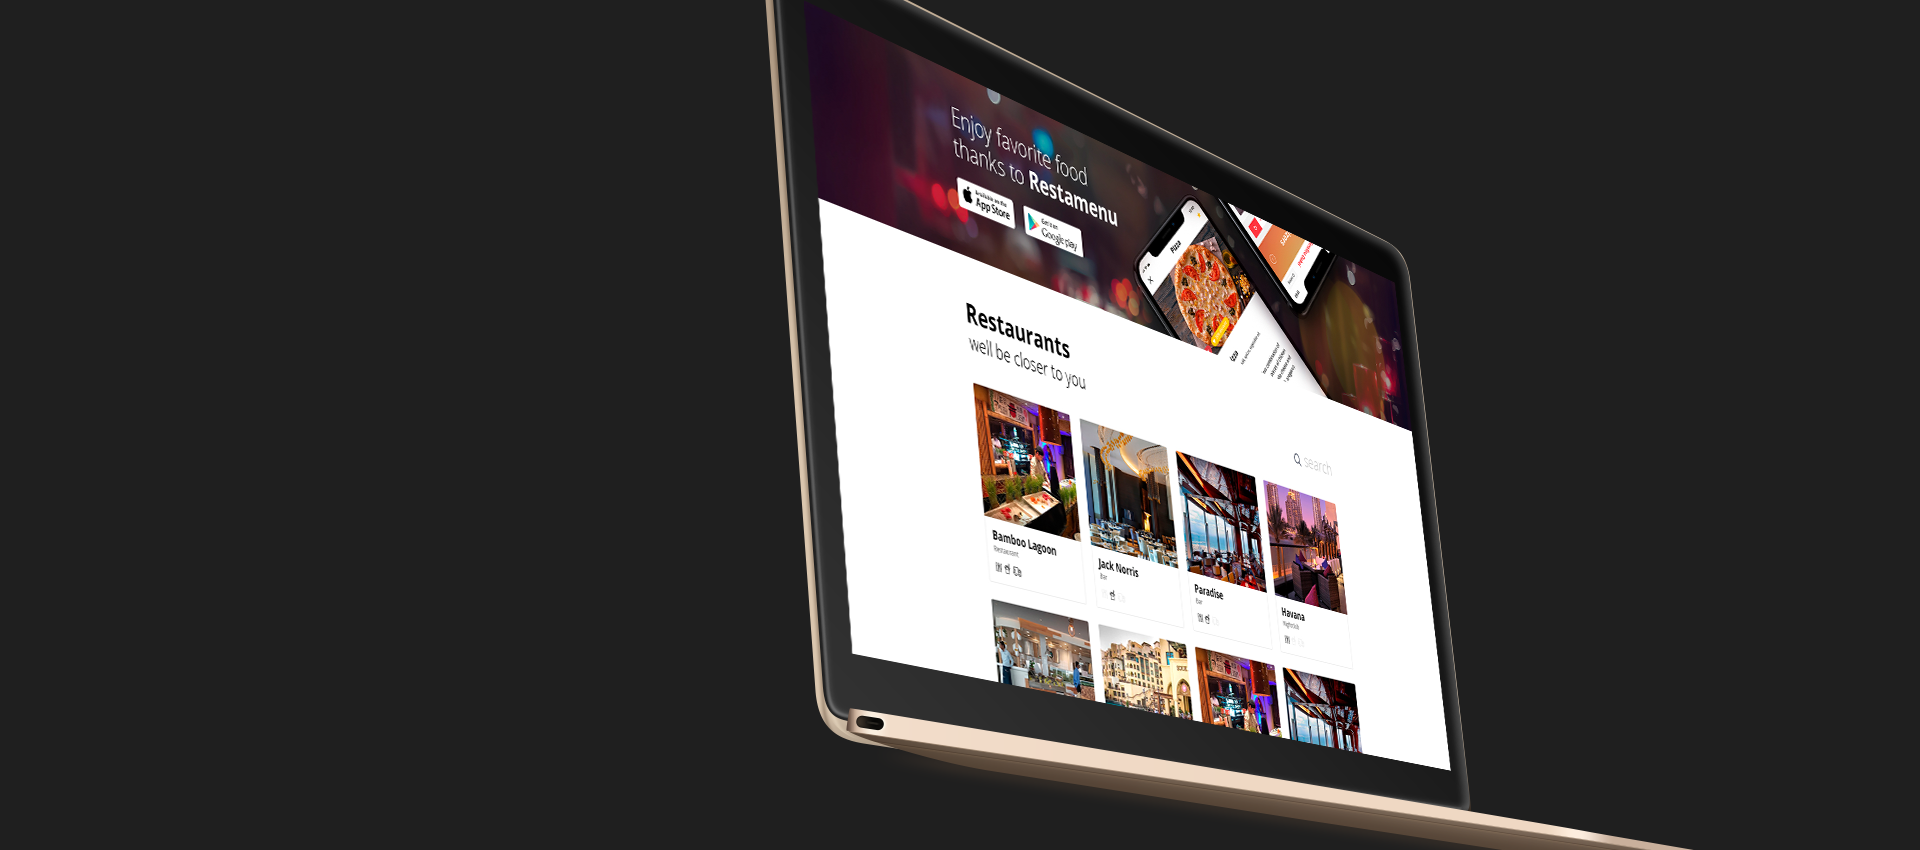 Enjoy favorite food
thanks to Restamenu
Available on the
App Store
Get it on
Google play
Pizza
Restaurants
well be closer to you
search
Bamboo Lagoon
Restaurant
Jack Norris
Bar
Paradise
Bar
Havana
Nightclub